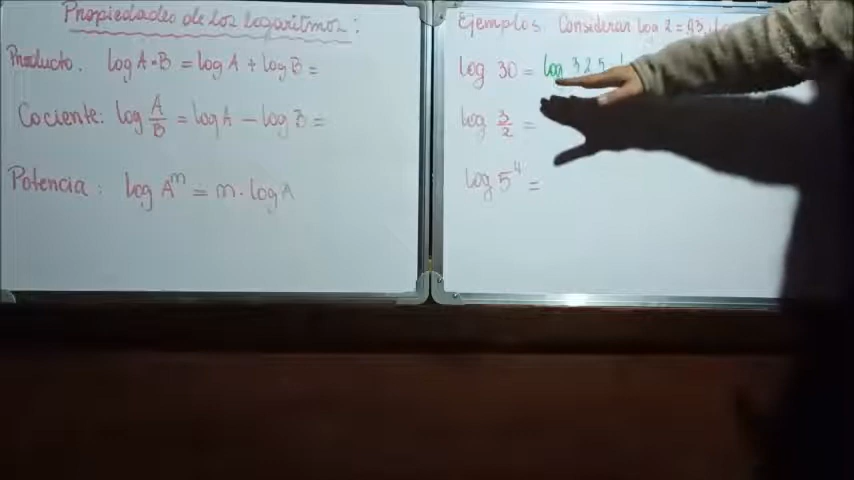 Propiedades de los logaritmos:
Producto. log A·B = log A + log B =
Cociente: log A/B = log A - log B =
Potencia: log A^m = m · log A
Ejemplos. Considerar log 2 = 0,3
log 30 = log 3·2·5
log 3/2 =
log 5^4 =